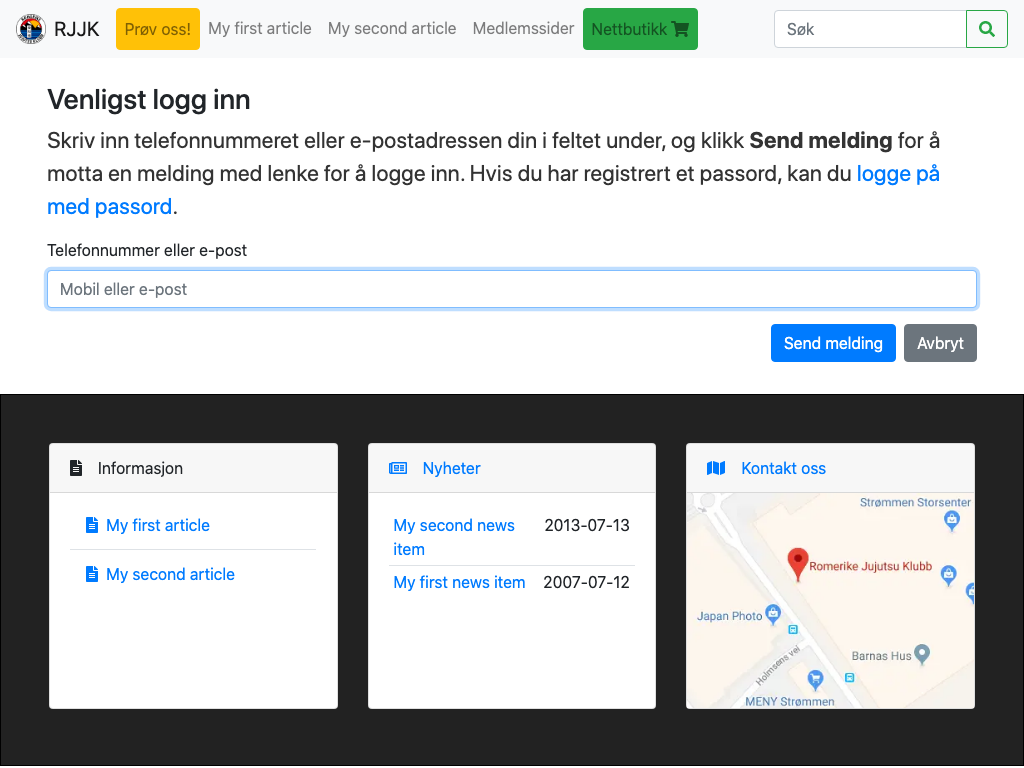 RJJK
Prøv oss!
My first article
My second article
Medlemssider
Nettbutikk
Søk
Venligst logg inn
Skriv inn telefonnummeret eller e-postadressen din i feltet under, og klikk Send melding for å
motta en melding med lenke for å logge inn. Hvis du har registrert et passord, kan du logge på
med passord.
Telefonnummer eller e-post
Mobil eller e-post
Send melding
Avbryt
Informasjon
My first article
My second article
Nyheter
My second news
item
2013-07-13
My first news item
2007-07-12
Kontakt oss
Strømmen Storsenter
Romerike Jujutsu Klubb
Japan Photo
Barnas Hus
Holmsens vei
MENY Strømmen